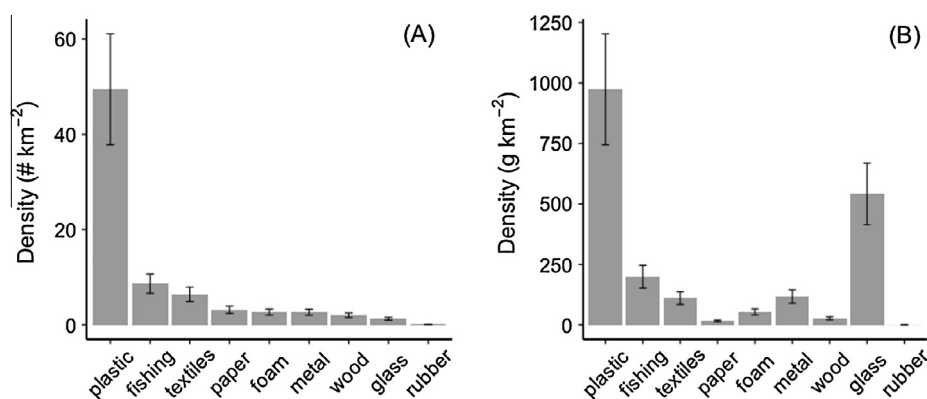 (A)
Density (# km⁻²)
60
40
20
0
plastic
fishing
textiles
paper
foam
metal
wood
glass
rubber
(B)
Density (g km⁻²)
1250
1000
750
500
250
0
plastic
fishing
textiles
paper
foam
metal
wood
glass
rubber